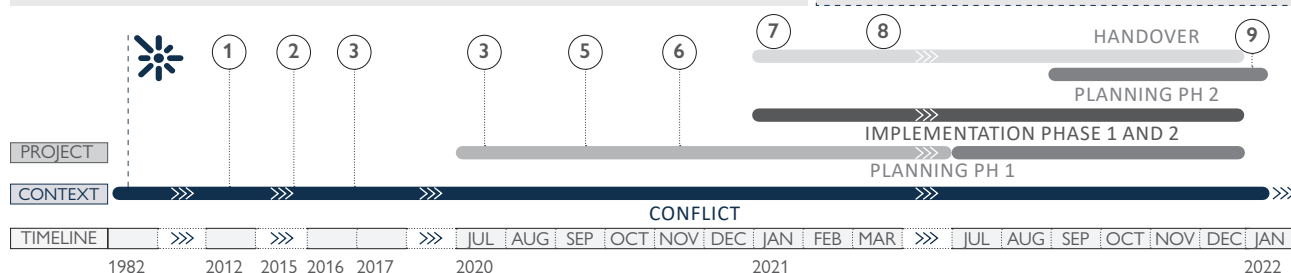 1 2 3 3 5 6 7 8 9
HANDOVER
PLANNING PH 2
IMPLEMENTATION PHASE 1 AND 2
PROJECT
PLANNING PH 1
CONTEXT
CONFLICT
TIMELINE JUL AUG SEP OCT NOV DEC JAN FEB MAR JUL AUG SEP OCT NOV DEC JAN
1982 2012 2015 2016 2017 2020 2021 2022